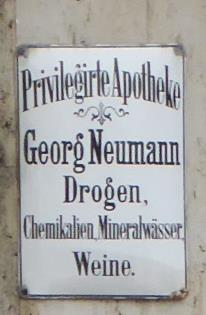 Privilegirte Apotheke
Georg Neumann
Drogen,
Chemikalien, Mineralwässer,
Weine.